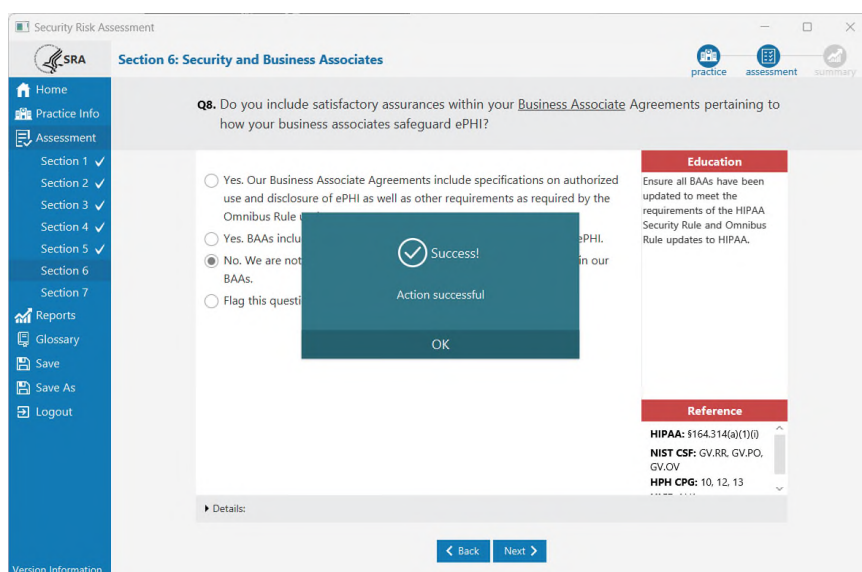 Security Risk Assessment
SRA
Section 6: Security and Business Associates
practice
assessment
summary
Home
Practice Info
Assessment
Section 1 ✓
Section 2 ✓
Section 3 ✓
Section 4 ✓
Section 5 ✓
Section 6
Section 7
Reports
Glossary
Save
Save As
Logout
Version Information
Q8. Do you include satisfactory assurances within your Business Associate Agreements pertaining to
how your business associates safeguard ePHI?
Yes. Our Business Associate Agreements include specifications on authorized
use and disclosure of ePHI as well as other requirements as required by the
Omnibus Rule
Yes. BAAs ePHI.
No. We are not in our
BAAs.
Flag this
Success!
Action successful
OK
Education
Ensure all BAAs have been
updated to meet the
requirements of the HIPAA
Security Rule and Omnibus
Rule updates to HIPAA.
Reference
HIPAA: §164.314(a)(1)(i)
NIST CSF: GV.RR, GV.PO,
GV.OV
HPH CPG: 10, 12, 13
Details:
Back
Next